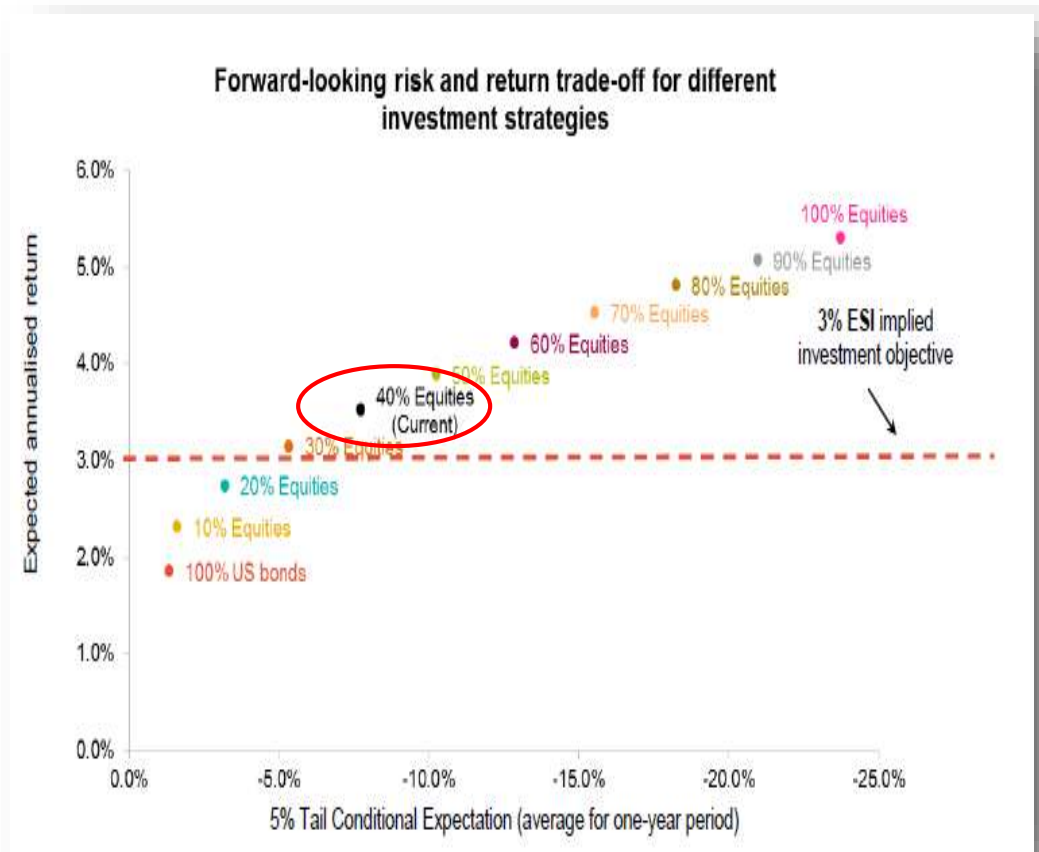 Forward-looking risk and return trade-off for different
investment strategies
Expected annualised return
6.0%
5.0%
4.0%
3.0%
2.0%
1.0%
0.0%
100% Equities
90% Equities
80% Equities
70% Equities
3% ESI implied
investment objective
60% Equities
50% Equities
40% Equities
(Current)
30% Equities
20% Equities
10% Equities
100% US bonds
0.0%
-5.0%
-10.0%
-15.0%
-20.0%
-25.0%
5% Tail Conditional Expectation (average for one-year period)